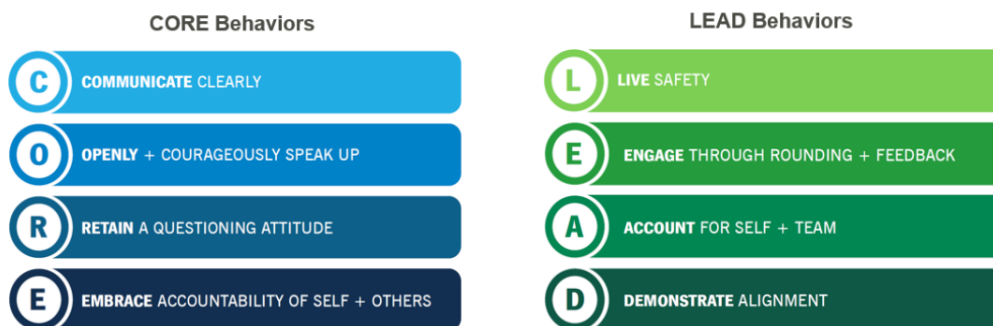 CORE Behaviors
C COMMUNICATE CLEARLY
O OPENLY + COURAGEOUSLY SPEAK UP
R RETAIN A QUESTIONING ATTITUDE
E EMBRACE ACCOUNTABILITY OF SELF + OTHERS
LEAD Behaviors
L LIVE SAFETY
E ENGAGE THROUGH ROUNDING + FEEDBACK
A ACCOUNT FOR SELF + TEAM
D DEMONSTRATE ALIGNMENT